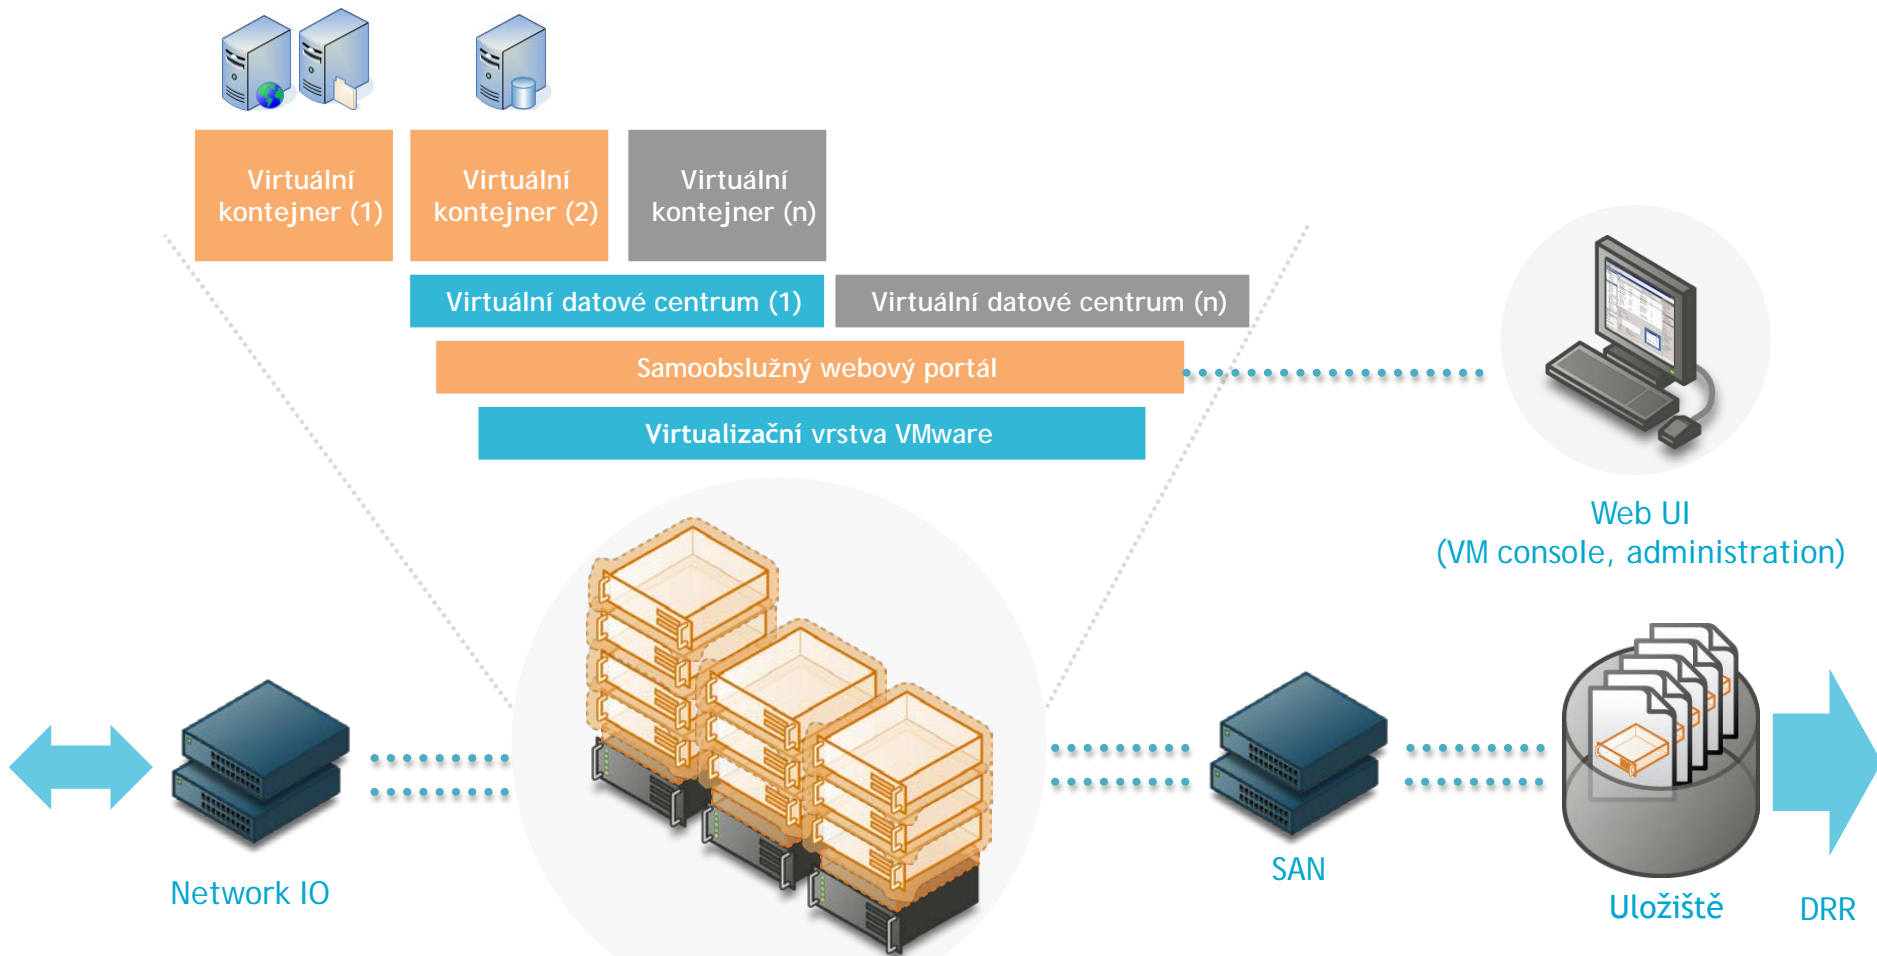 Virtuální
kontejner (1)
Virtuální
kontejner (2)
Virtuální
kontejner (n)
Virtuální datové centrum (1)
Virtuální datové centrum (n)
Samoobslužný webový portál
Virtualizační vrstva VMware
Web UI
(VM console, administration)
Network IO
SAN
Uložiště
DRR